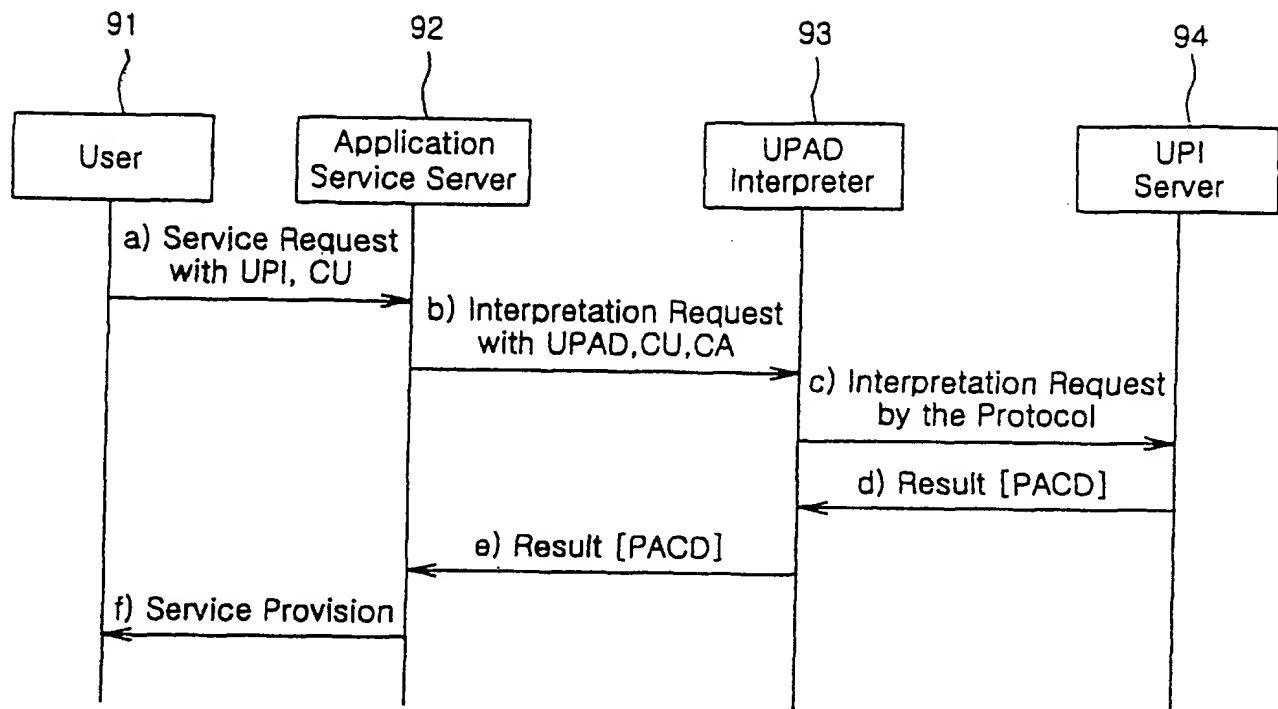 91
92
93
94
User
Application
Service Server
UPAD
Interpreter
UPI
Server
a) Service Request
with UPI, CU
b) Interpretation Request
with UPAD,CU,CA
c) Interpretation Request
by the Protocol
d) Result [PACD]
e) Result [PACD]
f) Service Provision